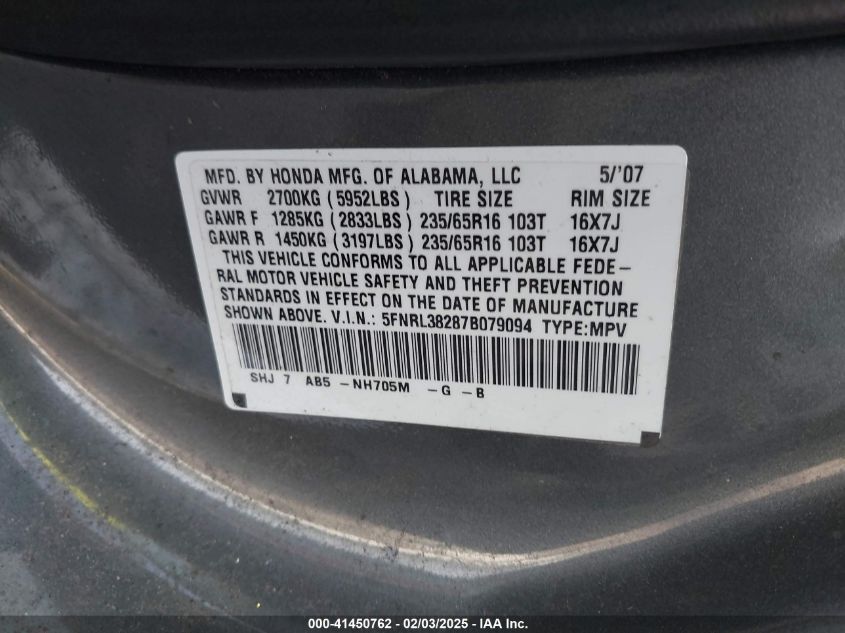 MFD. BY HONDA MFG. OF ALABAMA, LLC 5/'07
GVWR 2700KG (5952LBS) TIRE SIZE RIM SIZE
GAWR F 1285KG (2833LBS) 235/65R16 103T 16X7J
GAWR R 1450KG (3197LBS) 235/65R16 103T 16X7J
THIS VEHICLE CONFORMS TO ALL APPLICABLE FEDE-
RAL MOTOR VEHICLE SAFETY AND THEFT PREVENTION
STANDARDS IN EFFECT ON THE DATE OF MANUFACTURE
SHOWN ABOVE. V.I.N.: 5FNRL38287B079094 TYPE:MPV
SHJ 7 AB5 -NH705M -G -B
000-41450762 - 02/03/2025 - IAA Inc.